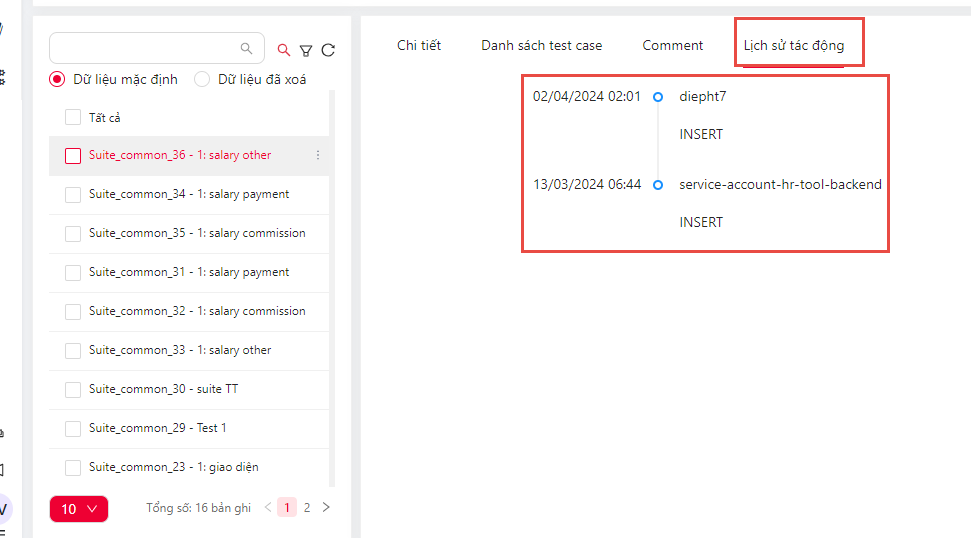 Chi tiết
Danh sách test case
Comment
Lịch sử tác động
Dữ liệu mặc định
Dữ liệu đã xoá
Tất cả
Suite_common_36 - 1: salary other
Suite_common_34 - 1: salary payment
Suite_common_35 - 1: salary commission
Suite_common_31 - 1: salary payment
Suite_common_32 - 1: salary commission
Suite_common_33 - 1: salary other
Suite_common_30 - suite TT
Suite_common_29 - Test 1
Suite_common_23 - 1: giao diện
10
Tổng số: 16 bản ghi
1
2
02/04/2024 02:01
diepht7
INSERT
13/03/2024 06:44
service-account-hr-tool-backend
INSERT